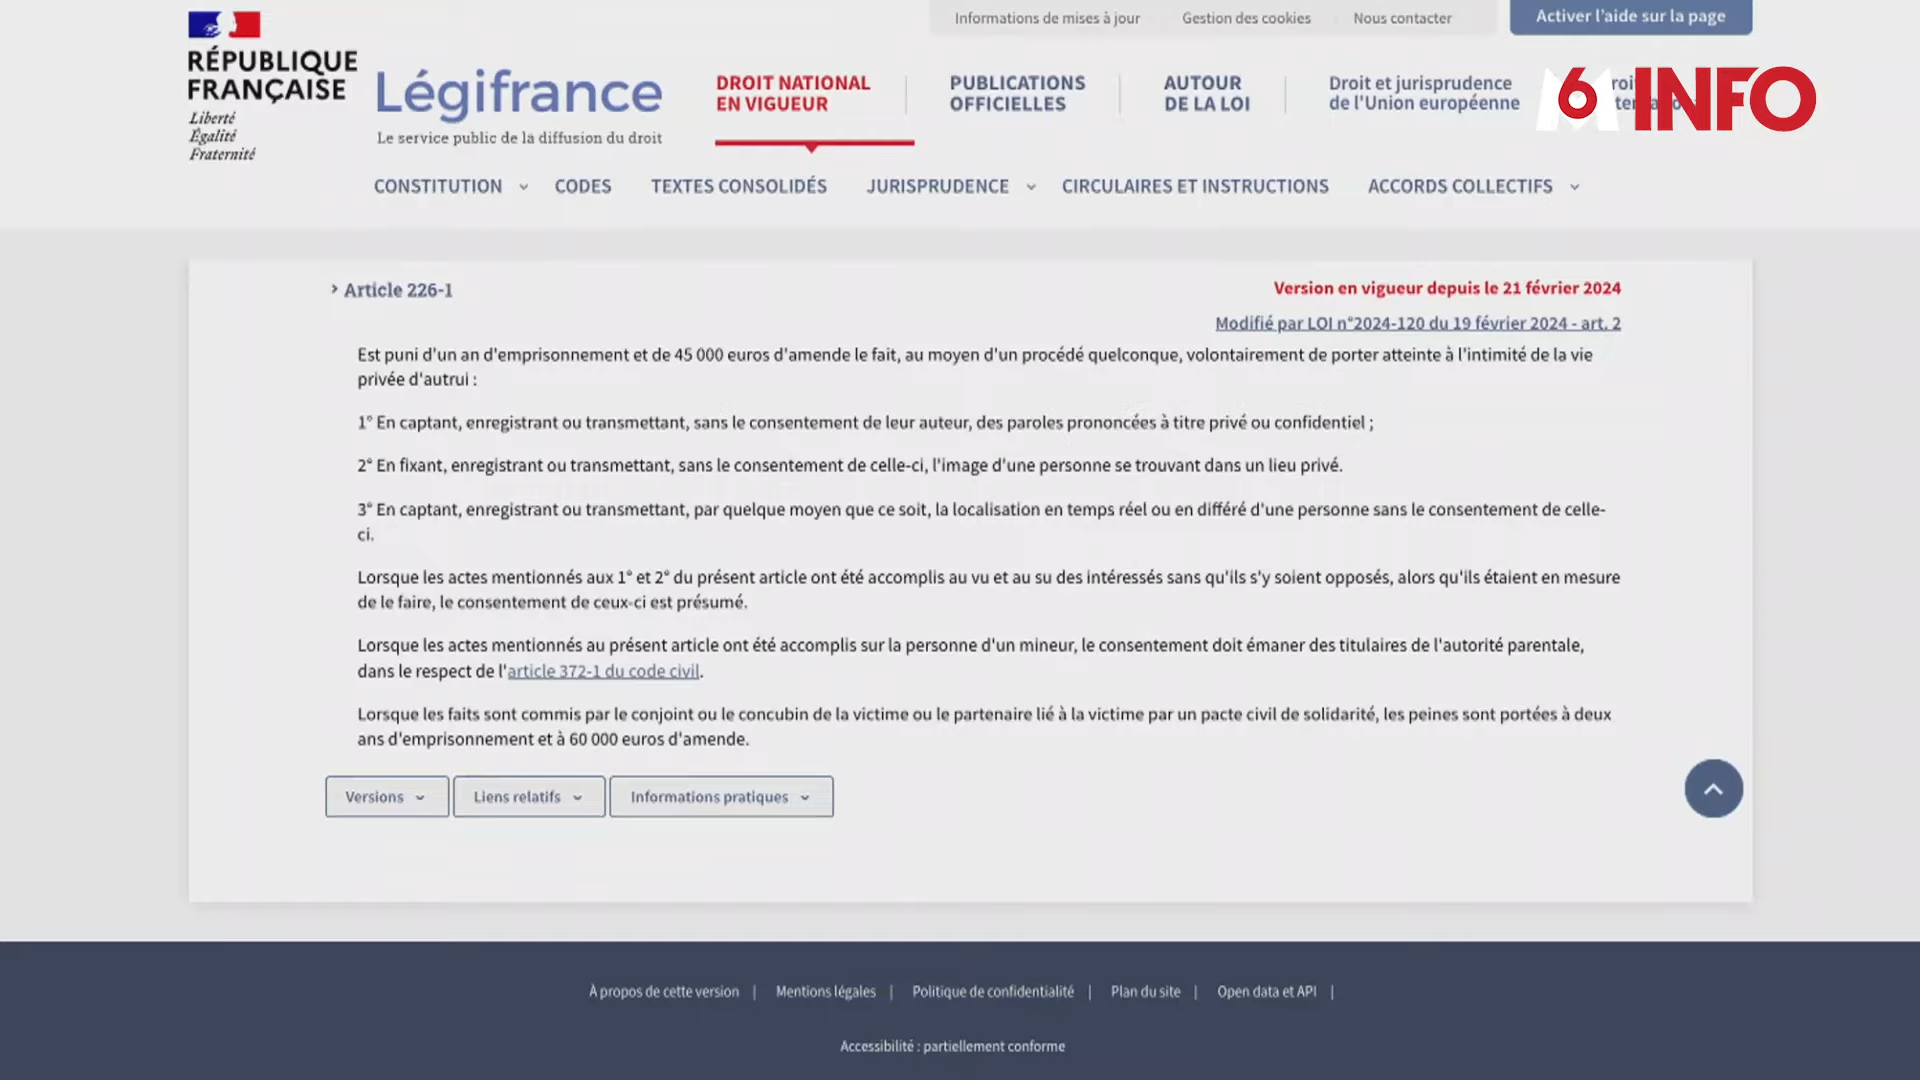 Informations de mises à jour
Gestion des cookies
Nous contacter
Activer l'aide sur la page
RÉPUBLIQUE
FRANÇAISE
Liberté
Égalité
Fraternité
Légifrance
Le service public de la diffusion du droit
DROIT NATIONAL
EN VIGUEUR
PUBLICATIONS
OFFICIELLES
AUTOUR
DE LA LOI
Droit et jurisprudence
de l'Union européenne
M6 INFO
CONSTITUTION
CODES
TEXTES CONSOLIDÉS
JURISPRUDENCE
CIRCULAIRES ET INSTRUCTIONS
ACCORDS COLLECTIFS
Article 226-1
Version en vigueur depuis le 21 février 2024
Modifié par LOI n°2024-120 du 19 février 2024 - art. 2
Est puni d'un an d'emprisonnement et de 45 000 euros d'amende le fait, au moyen d'un procédé quelconque, volontairement de porter atteinte à l'intimité de la vie
privée d'autrui :
1° En captant, enregistrant ou transmettant, sans le consentement de leur auteur, des paroles prononcées à titre privé ou confidentiel ;
2° En fixant, enregistrant ou transmettant, sans le consentement de celle-ci, l'image d'une personne se trouvant dans un lieu privé.
3° En captant, enregistrant ou transmettant, par quelque moyen que ce soit, la localisation en temps réel ou en différé d'une personne sans le consentement de celle-
ci.
Lorsque les actes mentionnés aux 1° et 2° du présent article ont été accomplis au vu et au su des intéressés sans qu'ils s'y soient opposés, alors qu'ils étaient en mesure
de le faire, le consentement de ceux-ci est présumé.
Lorsque les actes mentionnés au présent article ont été accomplis sur la personne d'un mineur, le consentement doit émaner des titulaires de l'autorité parentale,
dans le respect de l'article 372-1 du code civil.
Lorsque les faits sont commis par le conjoint ou le concubin de la victime ou le partenaire lié à la victime par un pacte civil de solidarité, les peines sont portées à deux
ans d'emprisonnement et à 60 000 euros d'amende.
Versions
Liens relatifs
Informations pratiques
À propos de cette version |
Mentions légales |
Politique de confidentialité |
Plan du site |
Open data et API |
Accessibilité : partiellement conforme